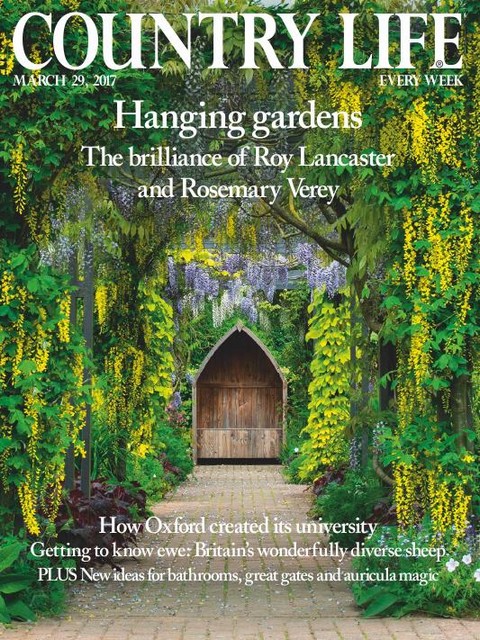 COUNTRY LIFE®
MARCH 29, 2017 EVERY WEEK
Hanging gardens
The brilliance of Roy Lancaster
and Rosemary Verey
How Oxford created its university
Getting to know ewe: Britain's wonderfully diverse sheep
PLUS New ideas for bathrooms, great gates and auricula magic